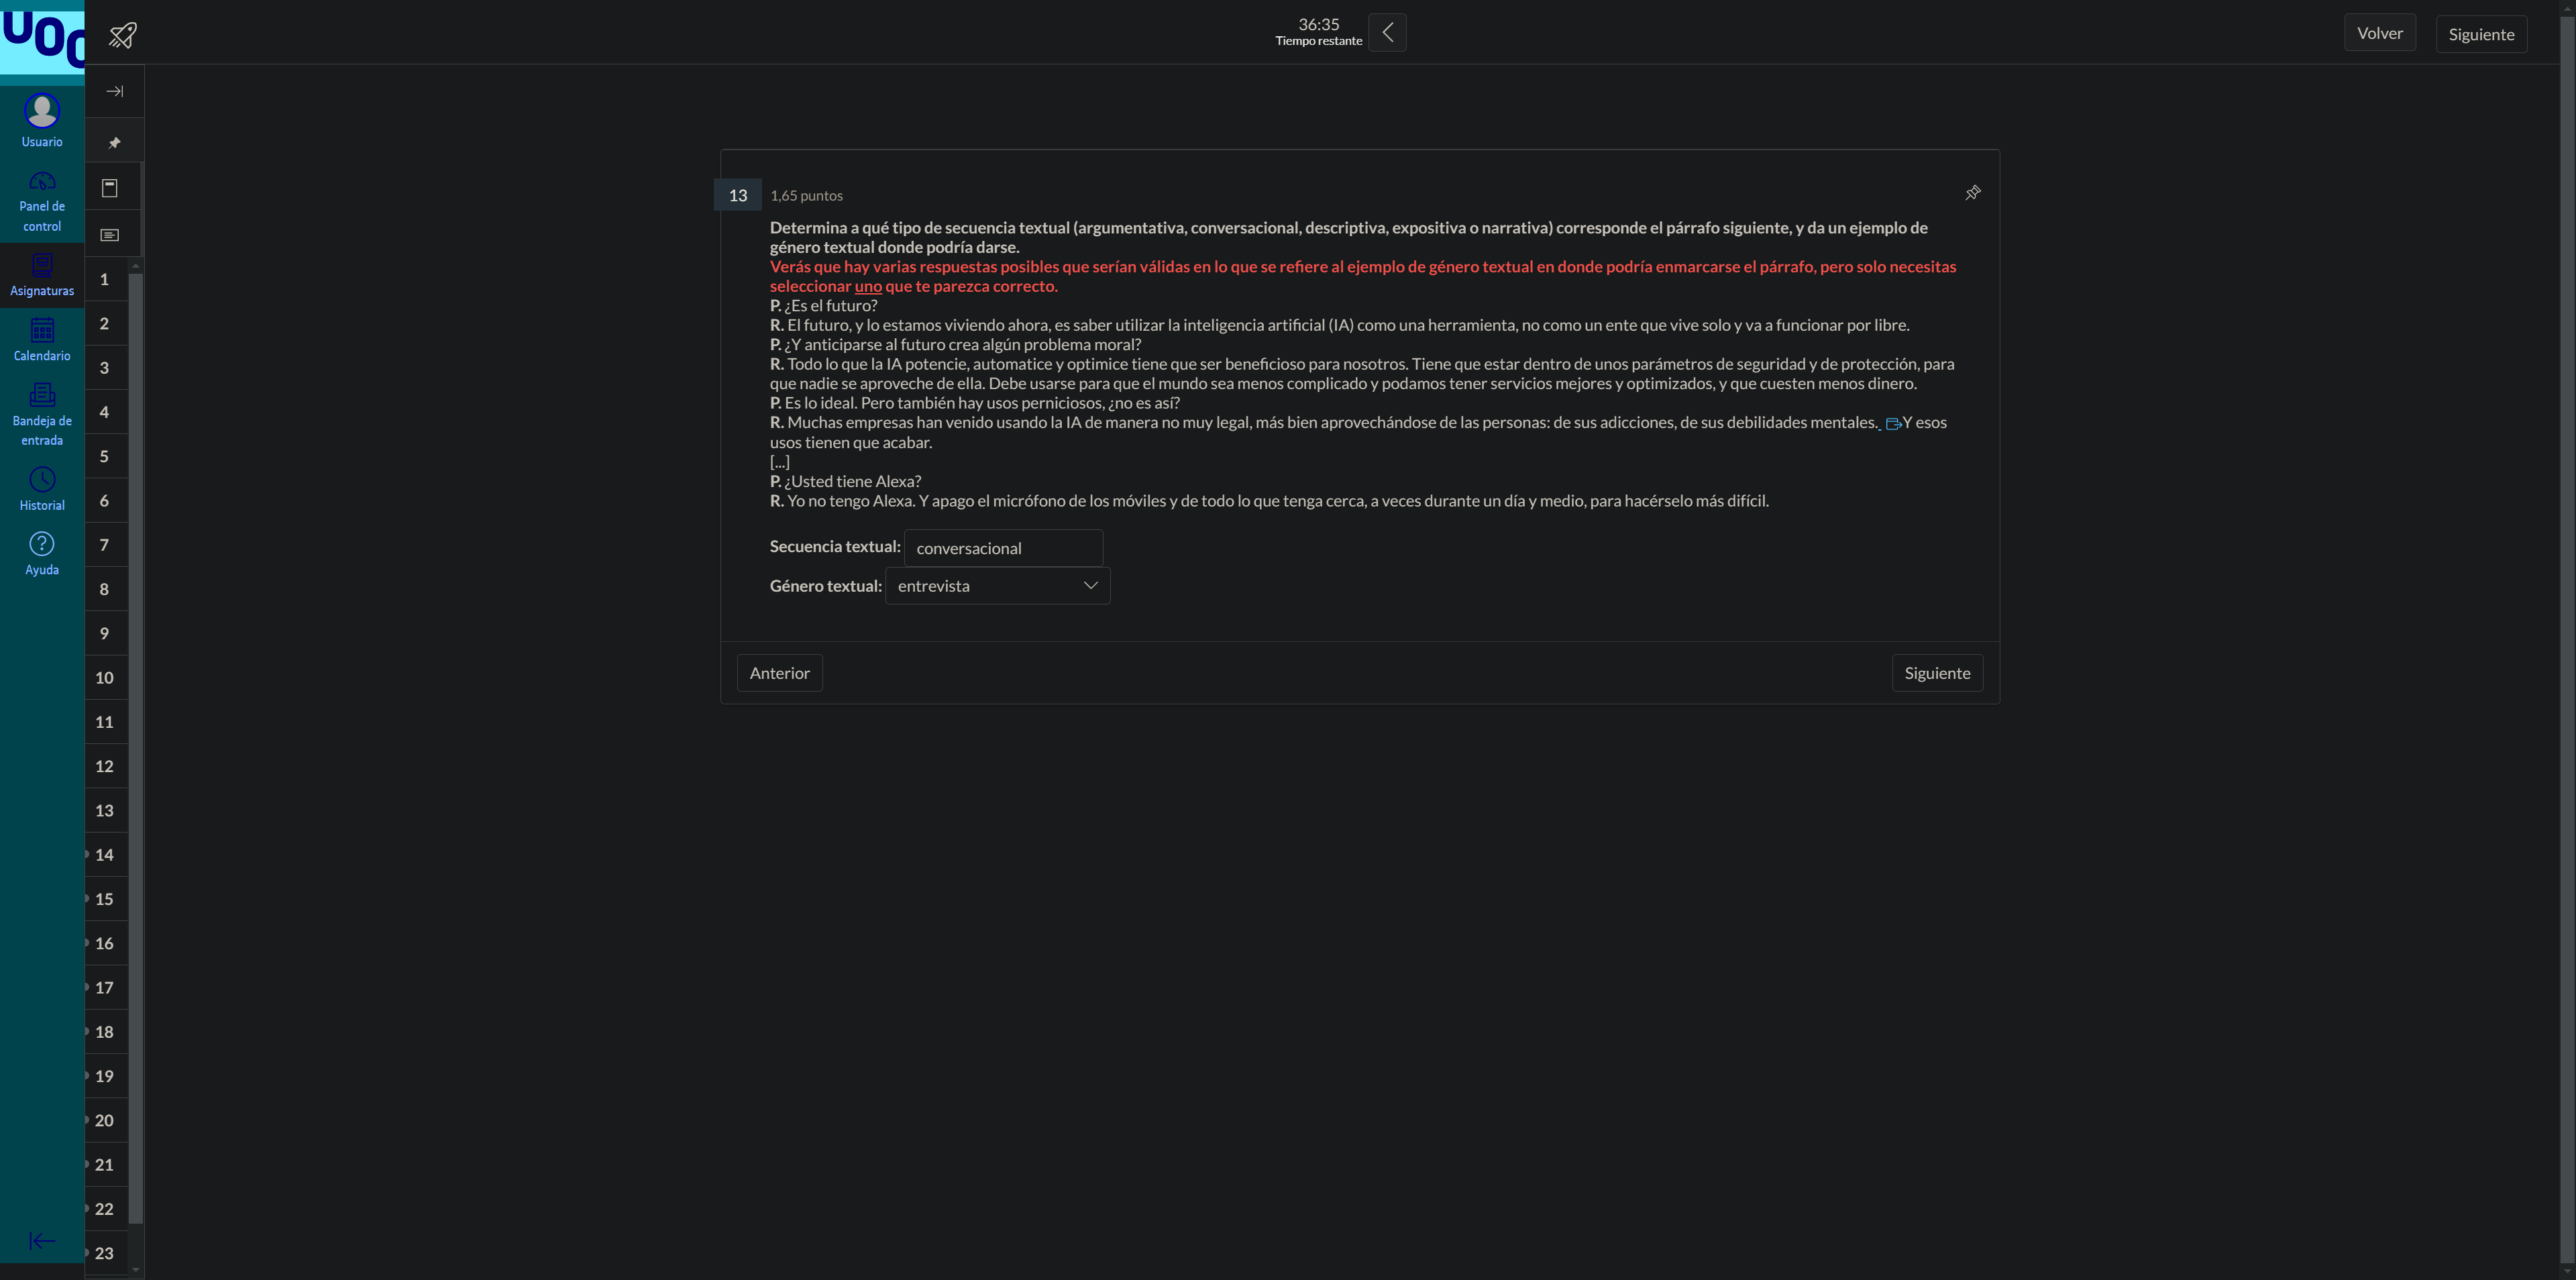 UOC
36:35
Tiempo restante
Volver
Siguiente
Usuario
Panel de
control
Asignaturas
Calendario
Bandeja de
entrada
Historial
Ayuda
1
2
3
4
5
6
7
8
9
10
11
12
13
14
15
16
17
18
19
20
21
22
23
13
1,65 puntos
Determina a qué tipo de secuencia textual (argumentativa, conversacional, descriptiva, expositiva o narrativa) corresponde el párrafo siguiente, y da un ejemplo de
género textual donde podría darse.
Verás que hay varias respuestas posibles que serían válidas en lo que se refiere al ejemplo de género textual en donde podría enmarcarse el párrafo, pero solo necesitas
seleccionar uno que te parezca correcto.
P. ¿Es el futuro?
R. El futuro, y lo estamos viviendo ahora, es saber utilizar la inteligencia artificial (IA) como una herramienta, no como un ente que vive solo y va a funcionar por libre.
P. ¿Y anticiparse al futuro crea algún problema moral?
R. Todo lo que la IA potencie, automatice y optimice tiene que ser beneficioso para nosotros. Tiene que estar dentro de unos parámetros de seguridad y de protección, para
que nadie se aproveche de ella. Debe usarse para que el mundo sea menos complicado y podamos tener servicios mejores y optimizados, y que cuesten menos dinero.
P. Es lo ideal. Pero también hay usos perniciosos, ¿no es así?
R. Muchas empresas han venido usando la IA de manera no muy legal, más bien aprovechándose de las personas: de sus adicciones, de sus debilidades mentales. Y esos
usos tienen que acabar.
[...]
P. ¿Usted tiene Alexa?
R. Yo no tengo Alexa. Y apago el micrófono de los móviles y de todo lo que tenga cerca, a veces durante un día y medio, para hacérselo más difícil.
Secuencia textual: conversacional
Género textual: entrevista
Anterior
Siguiente